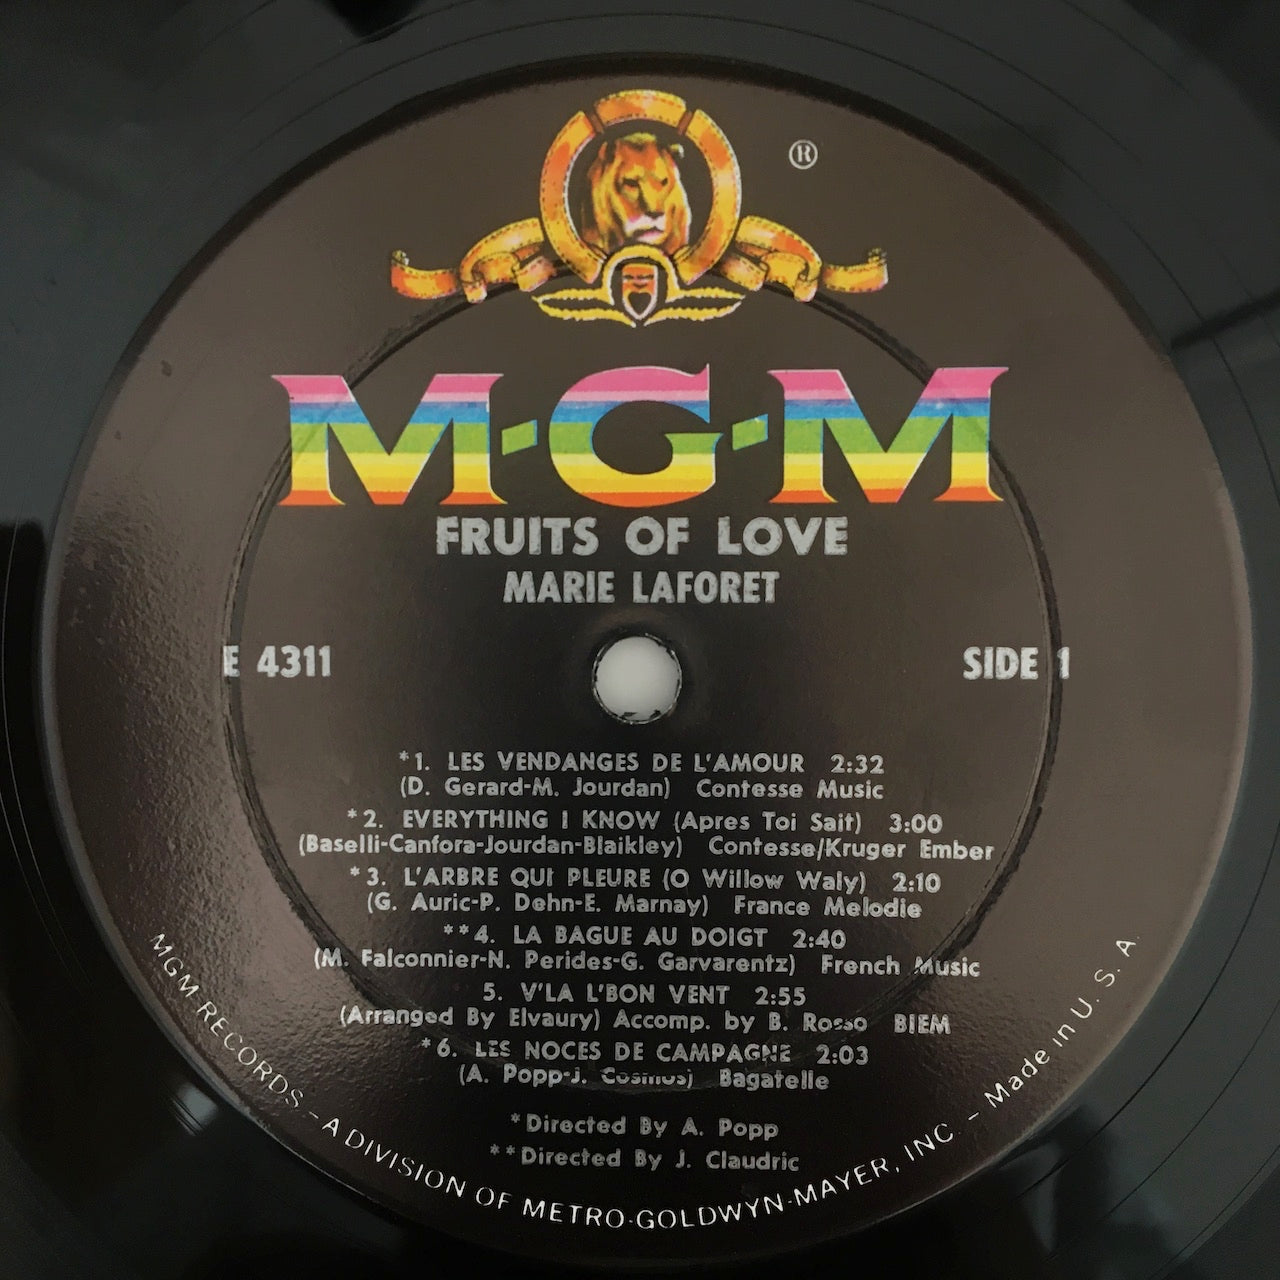 ®
M-G-M
FRUITS OF LOVE
MARIE LAFORET
E 4311
SIDE 1
*1. LES VENDANGES DE L'AMOUR 2:32
(D. Gerard-M. Jourdan) Contesse Music
*2. EVERYTHING I KNOW (Apres Toi Sait) 3:00
(Baselli-Canfora-Jourdan-Blaikley) Contesse/Kruger Ember
*3. L'ARBRE QUI PLEURE (O Willow Waly) 2:10
(G. Auric-P. Dehn-E. Marnay) France Melodie
**4. LA BAGUE AU DOIGT 2:40
(M. Falconnier-N. Perides-G. Garvarentz) French Music
5. V'LA L'BON VENT 2:55
(Arranged By Elvaury) Accomp. by B. Rosso BIEM
*6. LES NOCES DE CAMPAGNE 2:03
(A. Popp-J. Cosmos) Bagatelle
*Directed By A. Popp
**Directed By J. Claudric
MGM RECORDS – A DIVISION OF METRO-GOLDWYN-MAYER, INC. – Made in U. S. A.